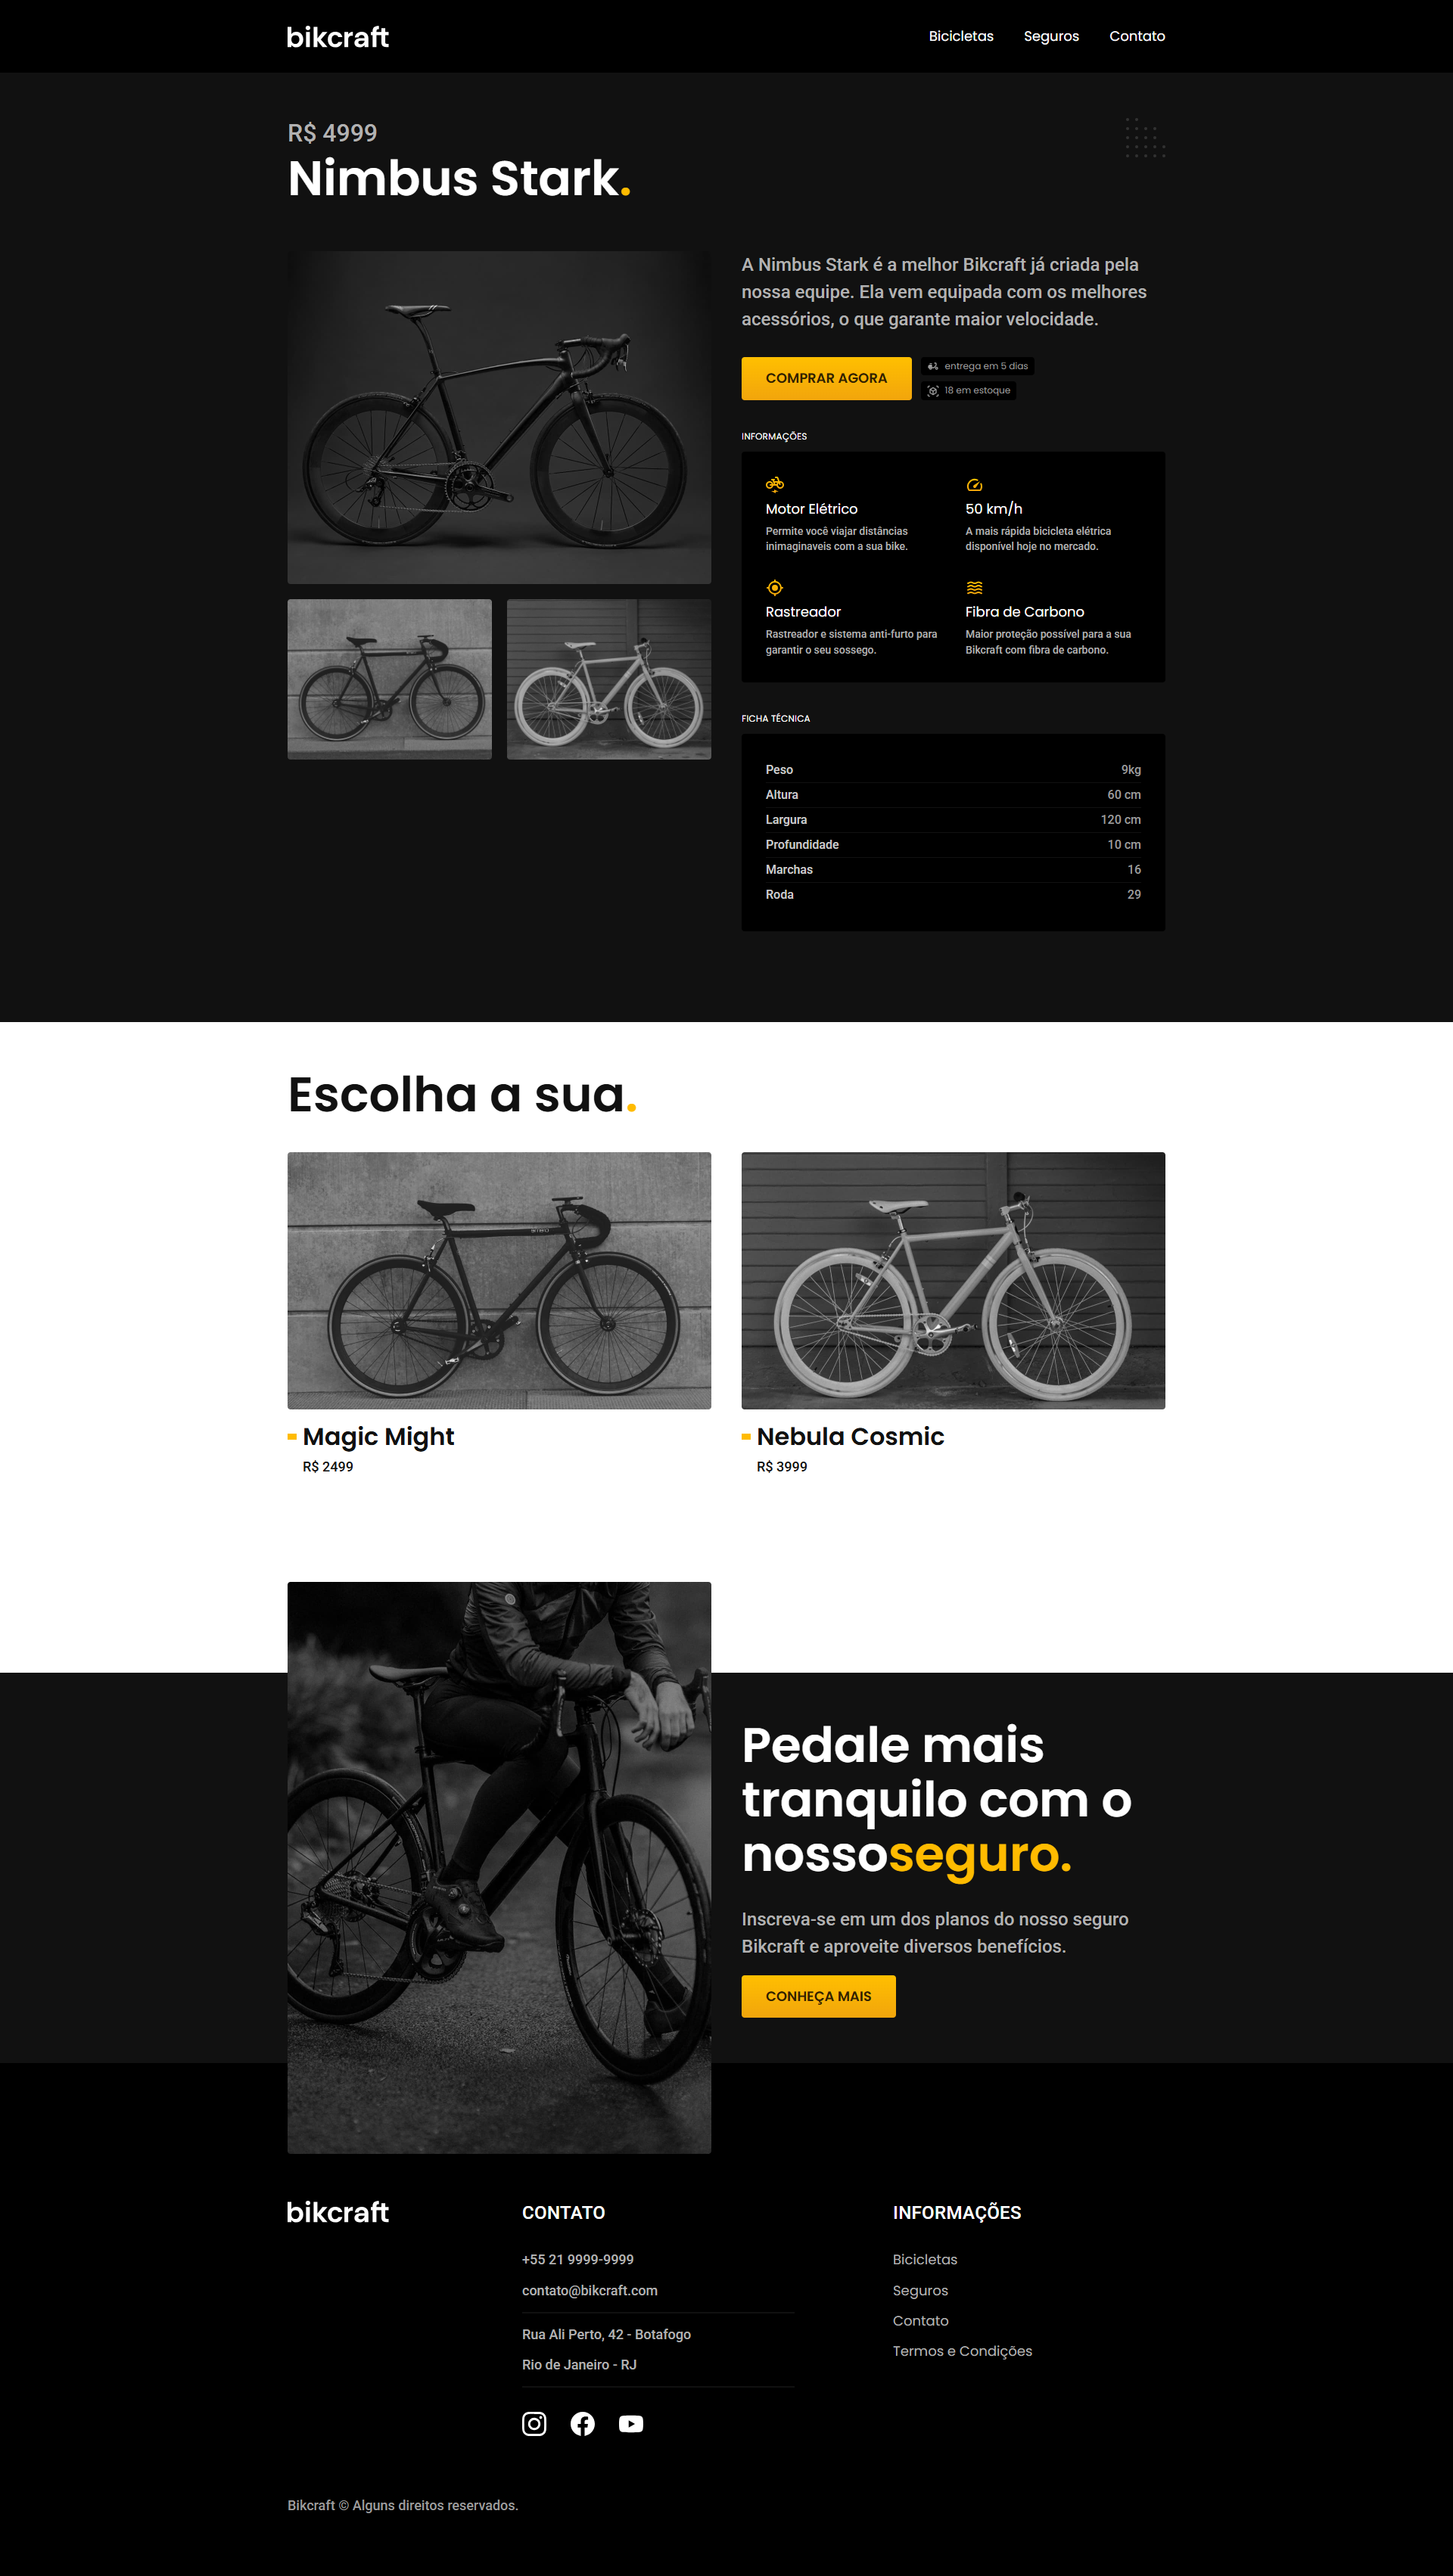 bikcraft
Bicicletas
Seguros
Contato
R$ 4999
Nimbus Stark.
A Nimbus Stark é a melhor Bikcraft já criada pela
nossa equipe. Ela vem equipada com os melhores
acessórios, o que garante maior velocidade.
COMPRAR AGORA
entrega em 5 dias
18 em estoque
INFORMAÇÕES
Motor Elétrico
Permite você viajar distâncias
inimaginaveis com a sua bike.
50 km/h
A mais rápida bicicleta elétrica
disponível hoje no mercado.
Rastreador
Rastreador e sistema anti-furto para
garantir o seu sossego.
Fibra de Carbono
Maior proteção possível para a sua
Bikcraft com fibra de carbono.
FICHA TÉCNICA
Peso 9kg
Altura 60 cm
Largura 120 cm
Profundidade 10 cm
Marchas 16
Roda 29
Escolha a sua.
Magic Might
R$ 2499
Nebula Cosmic
R$ 3999
Pedale mais
tranquilo com o
nossoseguro.
Inscreva-se em um dos planos do nosso seguro
Bikcraft e aproveite diversos benefícios.
CONHEÇA MAIS
bikcraft
CONTATO
+55 21 9999-9999
contato@bikcraft.com
Rua Ali Perto, 42 - Botafogo
Rio de Janeiro - RJ
INFORMAÇÕES
Bicicletas
Seguros
Contato
Termos e Condições
Bikcraft © Alguns direitos reservados.